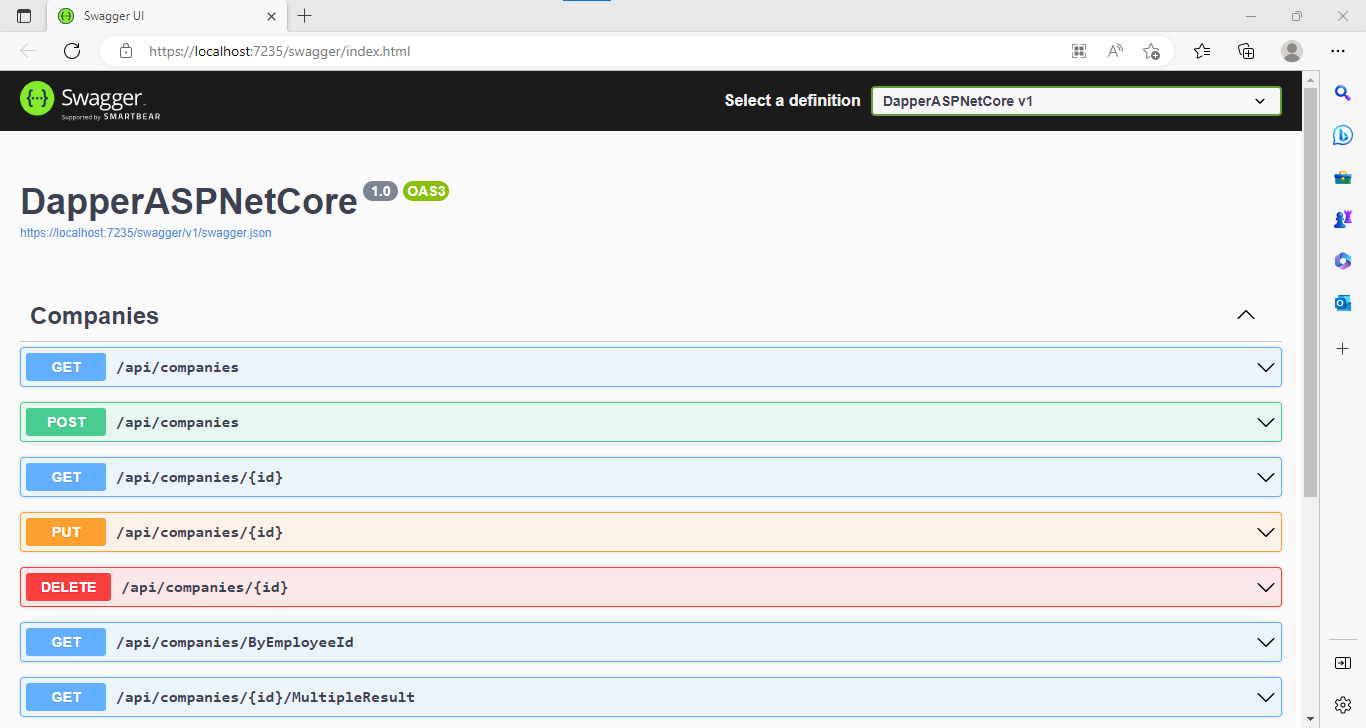 Swagger UI
https://localhost:7235/swagger/index.html
Swagger.
Supported by SMARTBEAR
Select a definition
DapperASPNetCore v1
DapperASPNetCore 1.0 OAS3
https://localhost:7235/swagger/v1/swagger.json
Companies
GET /api/companies
POST /api/companies
GET /api/companies/{id}
PUT /api/companies/{id}
DELETE /api/companies/{id}
GET /api/companies/ByEmployeeId
GET /api/companies/{id}/MultipleResult